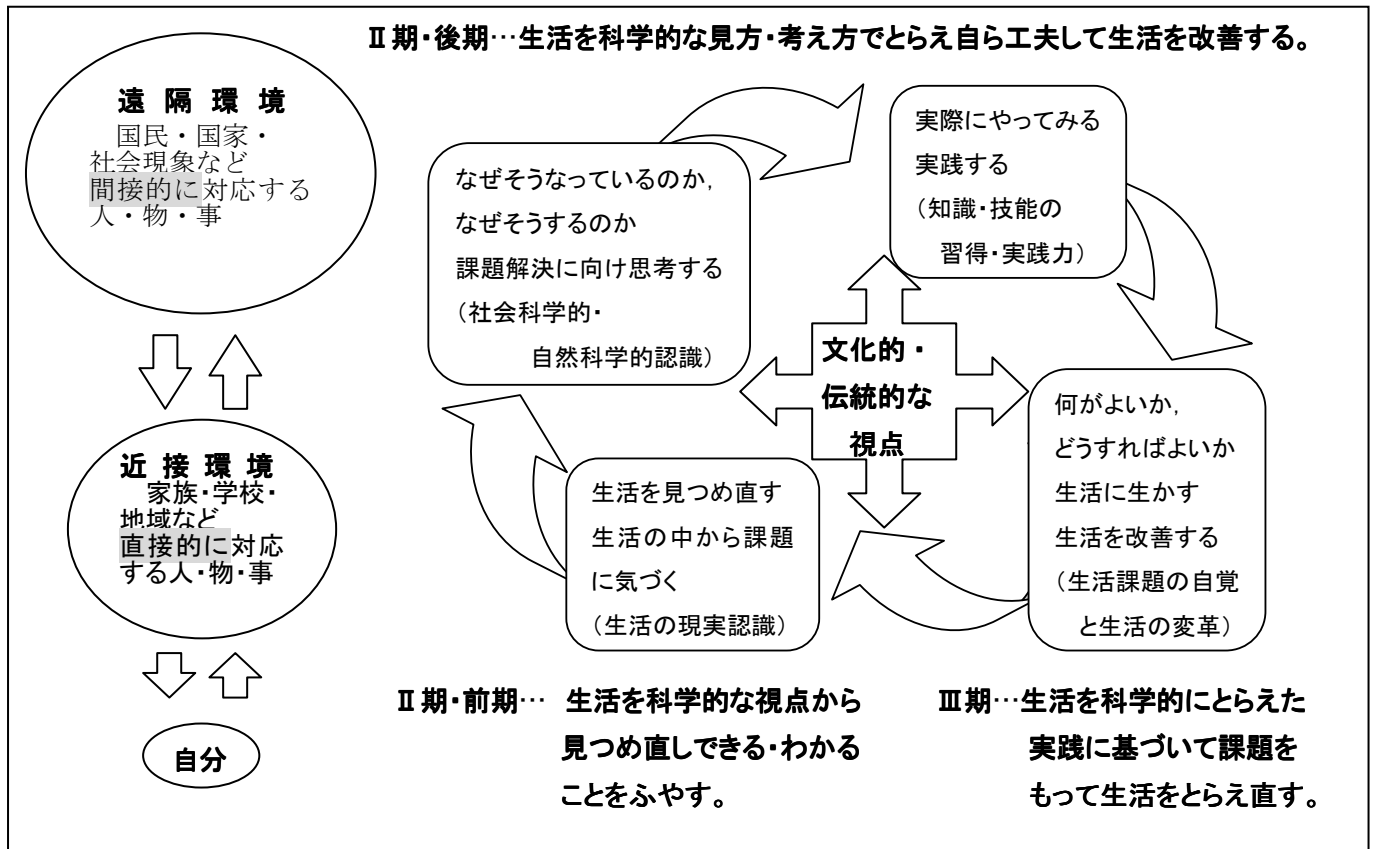 Ⅱ期・後期…生活を科学的な見方・考え方でとらえ自ら工夫して生活を改善する。
遠隔環境
国民・国家・
社会現象など
間接的に対応する
人・物・事
近接環境
家族・学校・
地域など
直接的に対応
する人・物・事
自分
なぜそうなっているのか,
なぜそうするのか
課題解決に向け思考する
(社会科学的・
自然科学的認識)
実際にやってみる
実践する
(知識・技能の
習得・実践力)
文化的・
伝統的な
視点
何がよいか,
どうすればよいか
生活に生かす
生活を改善する
(生活課題の自覚
と生活の変革)
生活を見つめ直す
生活の中から課題
に気づく
(生活の現実認識)
Ⅱ期・前期… 生活を科学的な視点から
見つめ直しできる・わかる
ことをふやす。
Ⅲ期…生活を科学的にとらえた
実践に基づいて課題を
もって生活をとらえ直す。